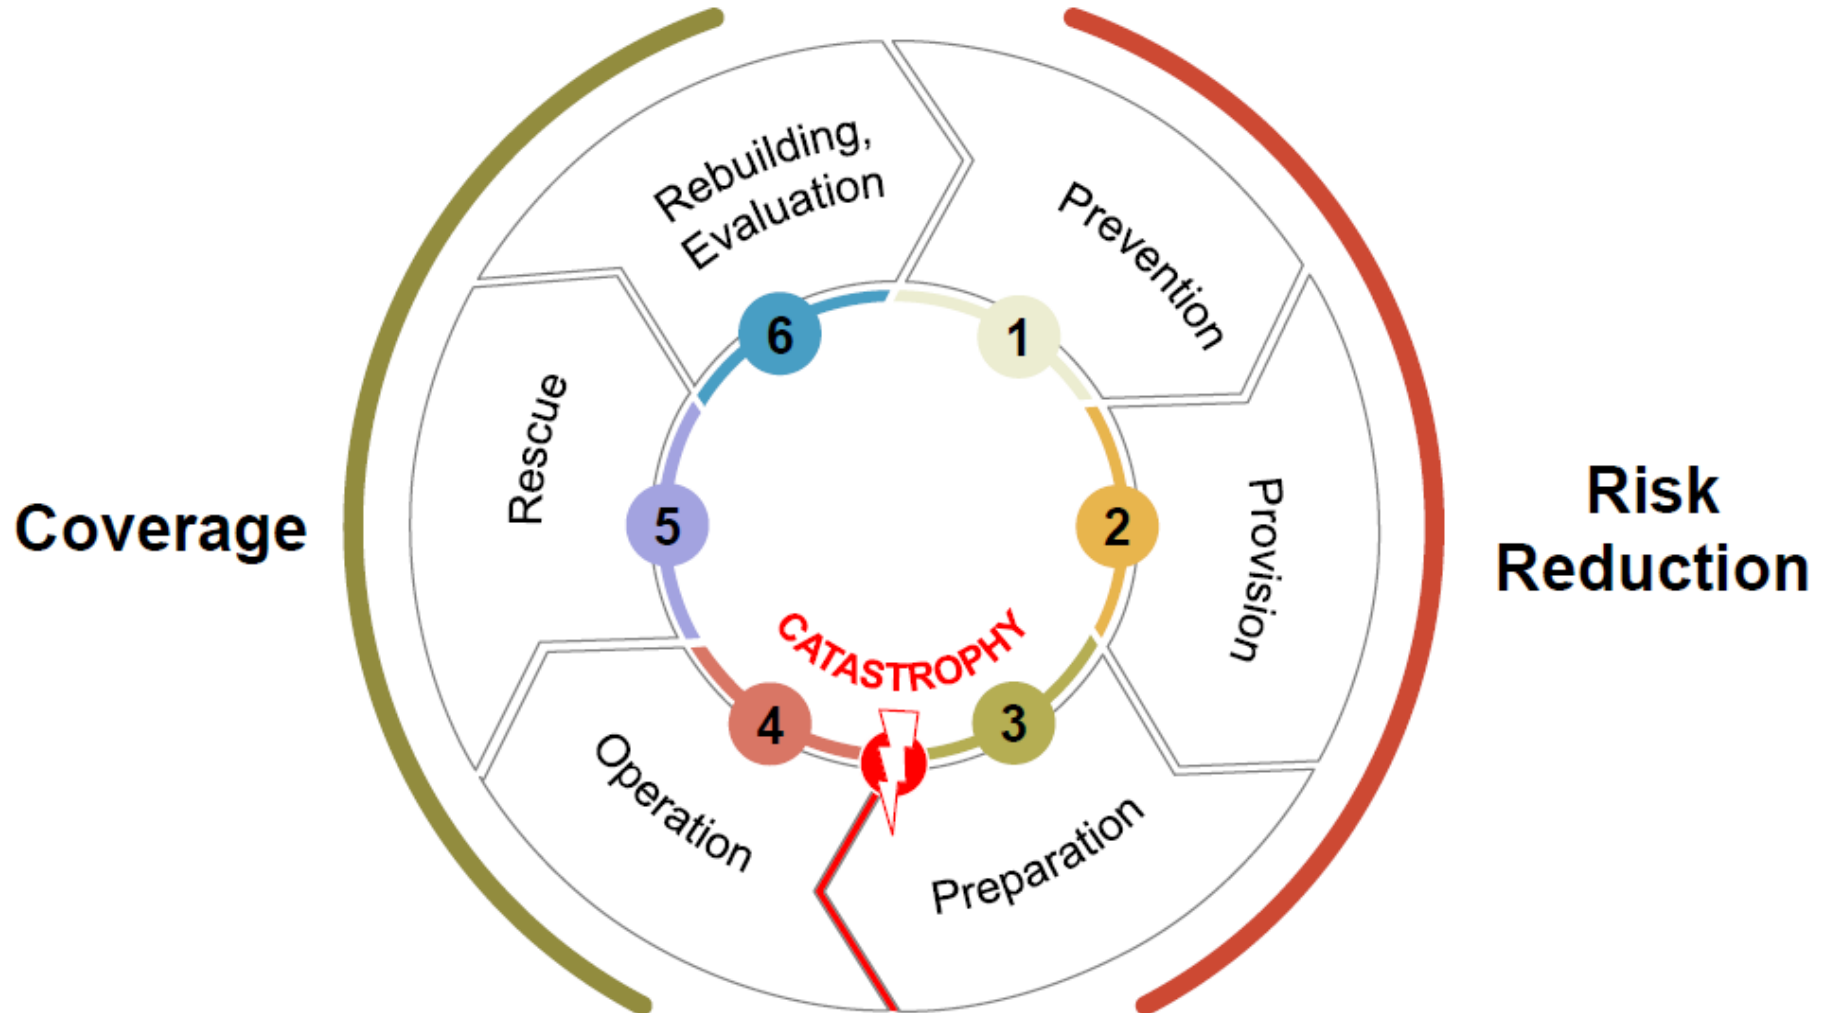 Coverage
Risk
Reduction
1
Prevention
2
Provision
3
Preparation
CATASTROPHY
4
Operation
5
Rescue
6
Rebuilding,
Evaluation